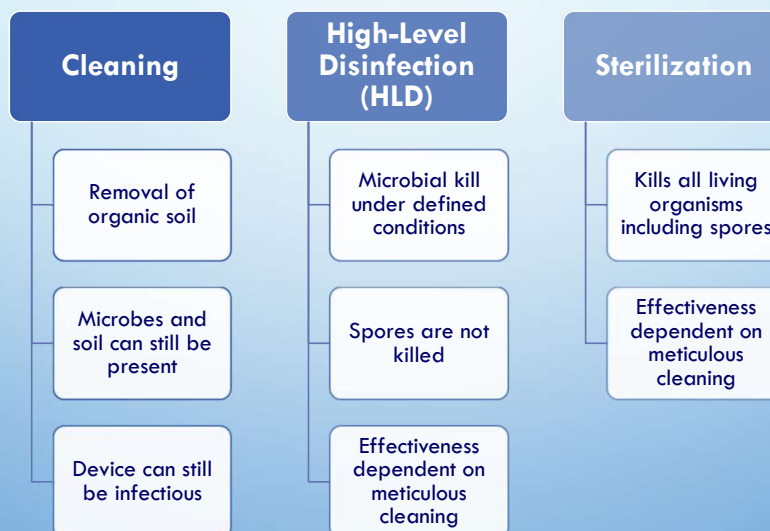 Cleaning
Removal of
organic soil
Microbes and
soil can still be
present
Device can still
be infectious
High-Level
Disinfection
(HLD)
Microbial kill
under defined
conditions
Spores are not
killed
Effectiveness
dependent on
meticulous
cleaning
Sterilization
Kills all living
organisms
including spores
Effectiveness
dependent on
meticulous
cleaning